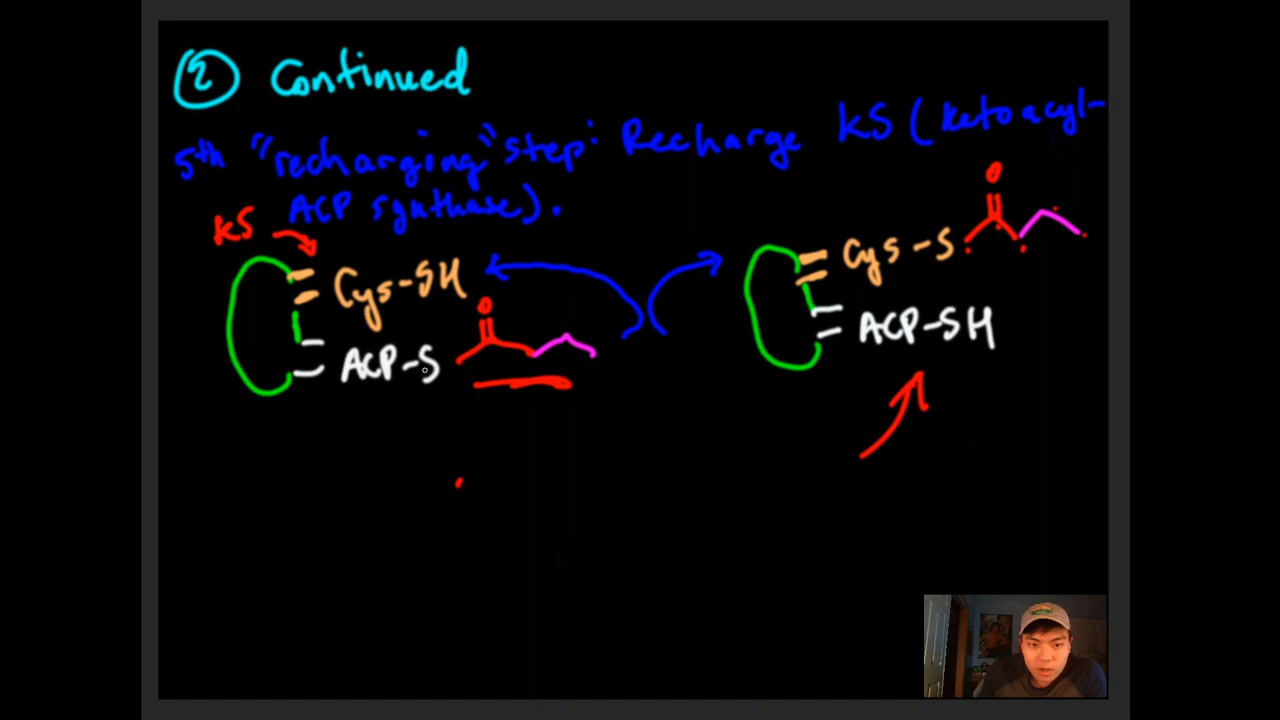 2 Continued
5th "recharging" step: Recharge KS (Ketoacyl-
ACP synthase).
KS
Cys-SH
O
ACP-S
O
Cys-S
ACP-SH